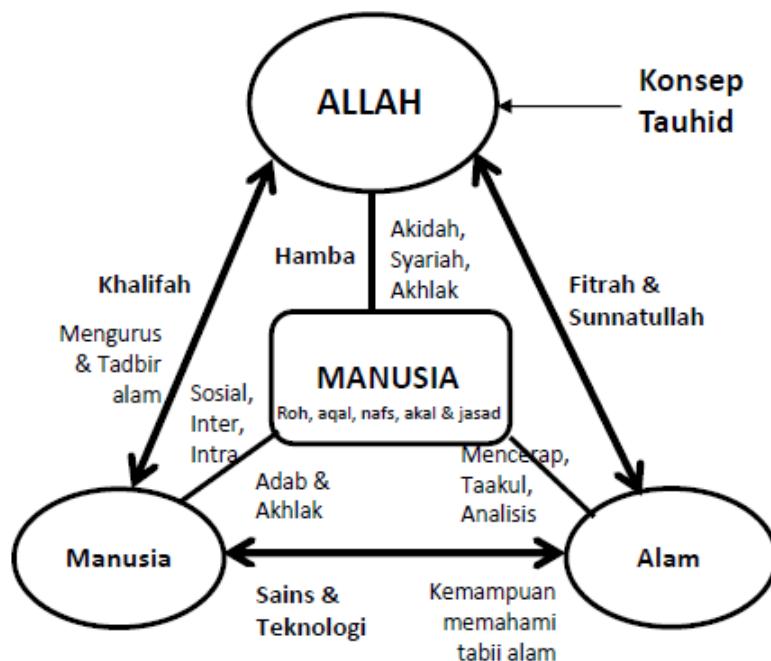 ALLAH
Konsep
Tauhid
Hamba
Akidah,
Syariah,
Akhlak
Khalifah
Mengurus
& Tadbir
alam
Fitrah &
Sunnatullah
MANUSIA
Roh, aqal, nafs, akal & jasad
Sosial,
Inter,
Intra
Adab &
Akhlak
Mencerap,
Taakul,
Analisis
Manusia
Alam
Sains &
Teknologi
Kemampuan
memahami
tabii alam